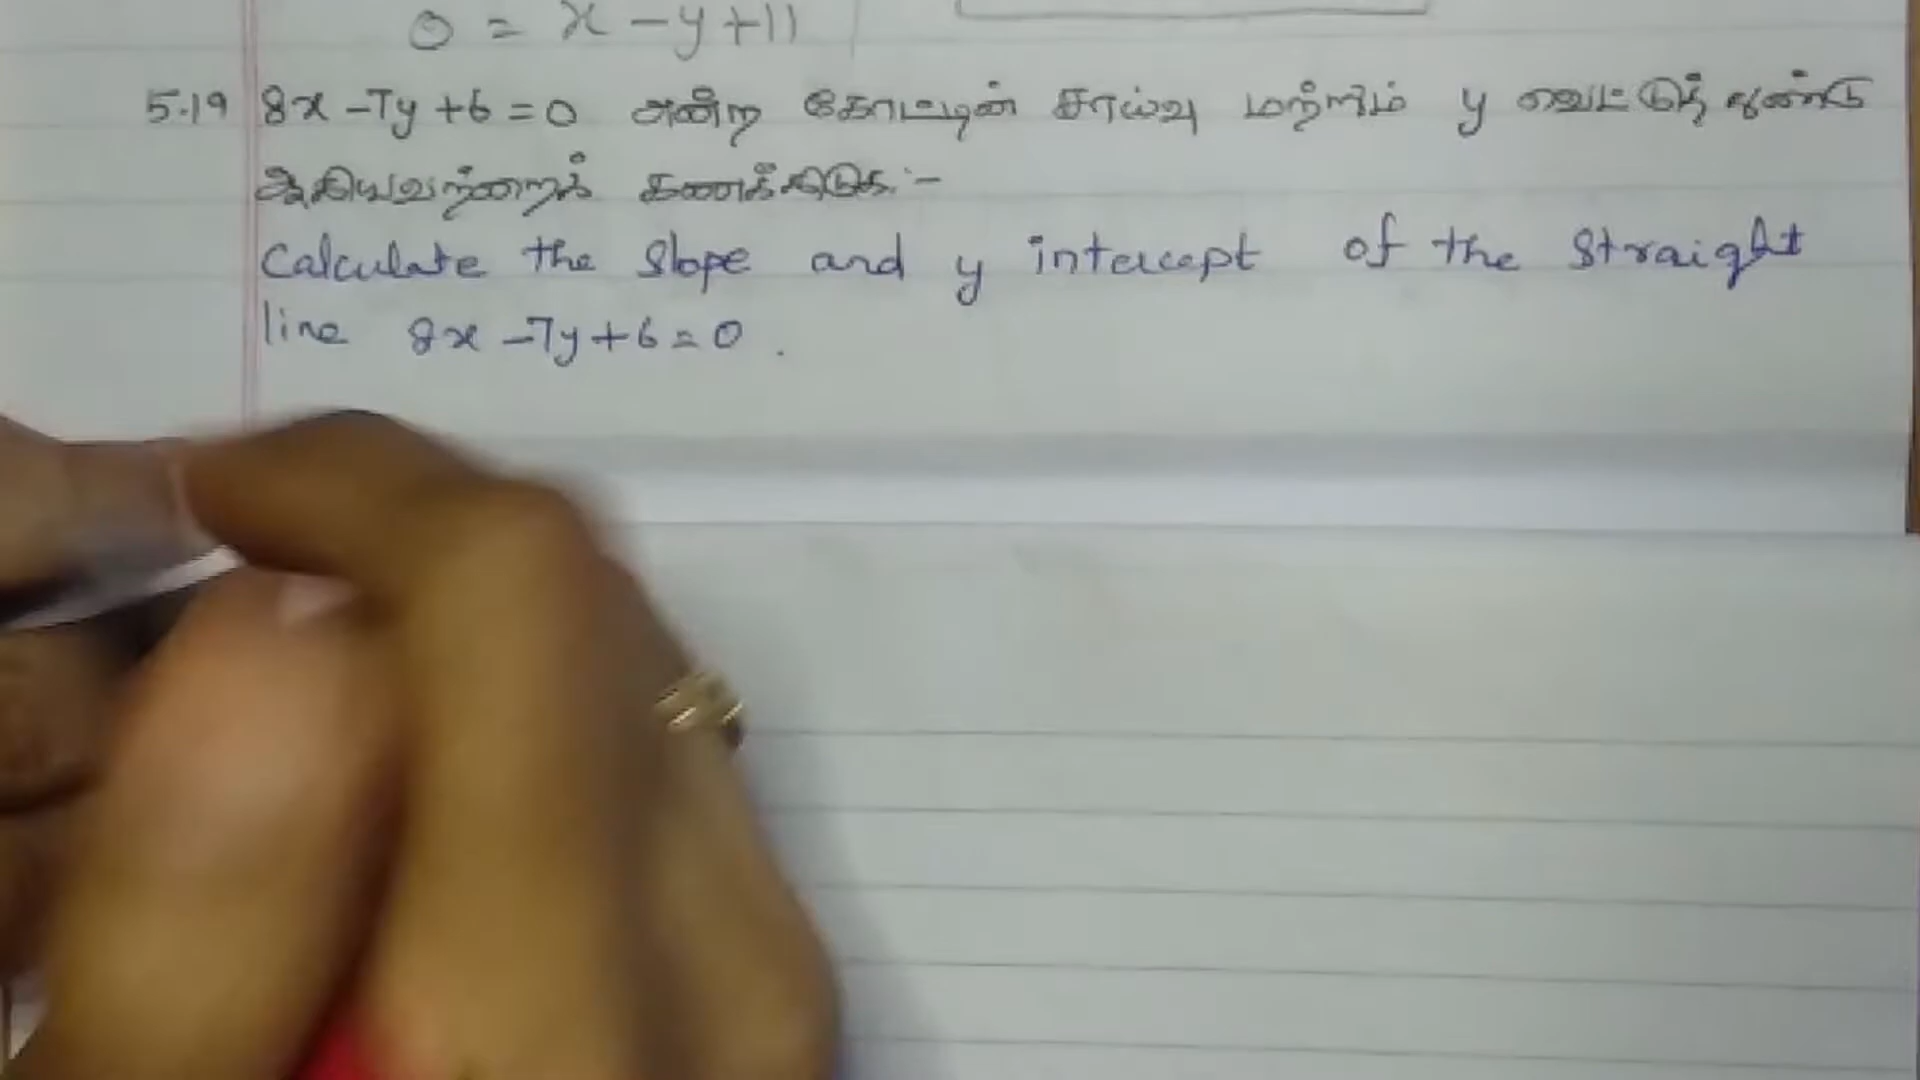 0 = x - y + 11
5.19 8x - 7y + 6 = 0 என்ற கோட்டின் சாய்வு மற்றும் y வெட்டுத் துண்டு
ஆகியவற்றைக் கணக்கிடுக :-
Calculate the slope and y intercept of the straight
line 8x - 7y + 6 = 0 .